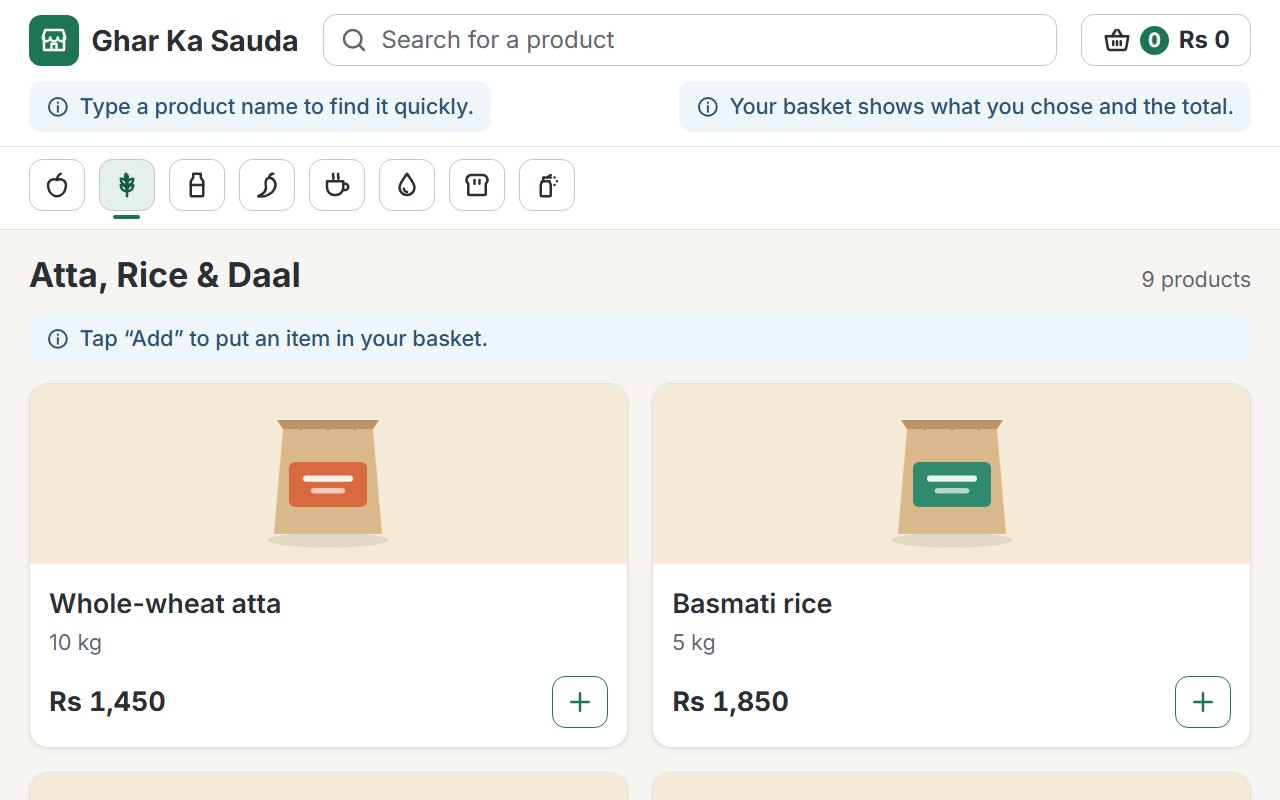 Ghar Ka Sauda
Search for a product
0 Rs 0
Type a product name to find it quickly.
Your basket shows what you chose and the total.
Atta, Rice & Daal
9 products
Tap “Add” to put an item in your basket.
Whole-wheat atta
10 kg
Rs 1,450
Basmati rice
5 kg
Rs 1,850